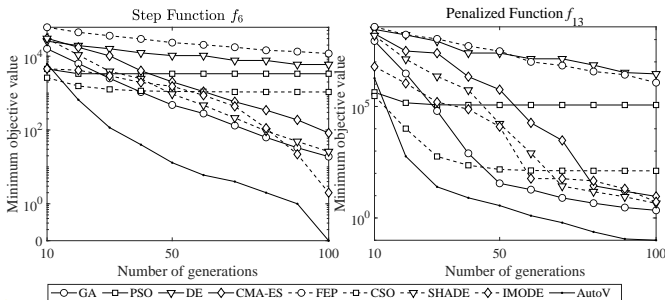 Step Function f6
Penalized Function f13
Minimum objective value
10^4
10^2
10^0
0
10
50
100
Number of generations
Minimum objective value
10^5
10^0
10
50
100
Number of generations
GA PSO DE CMA-ES FEP CSO SHADE IMODE AutoV